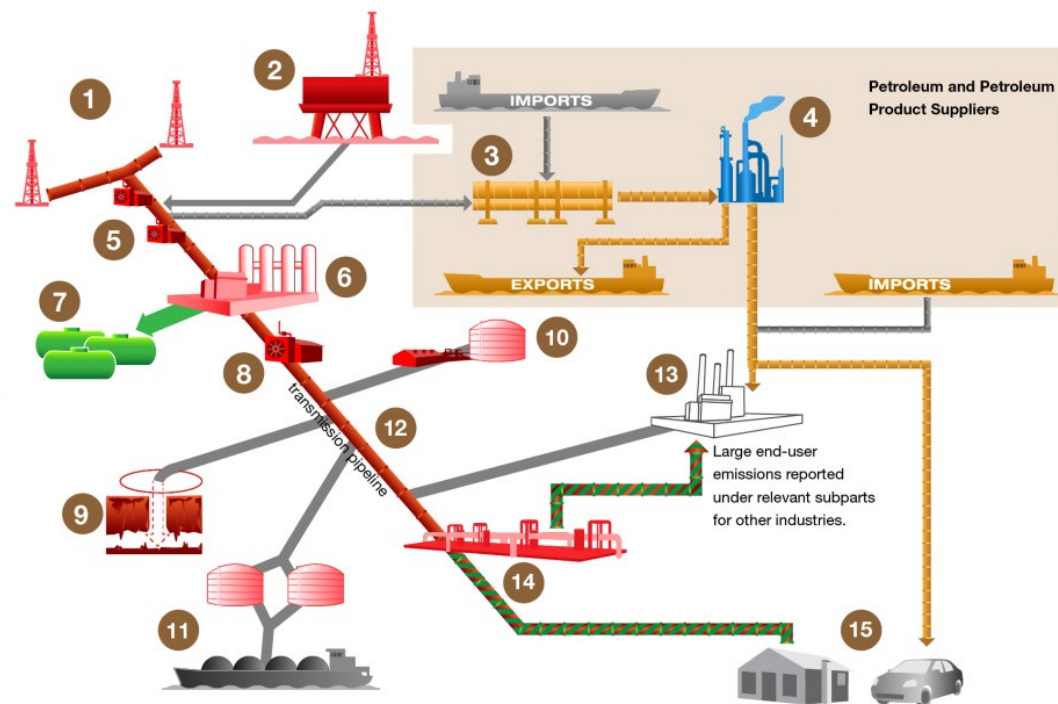 1
2
IMPORTS
Petroleum and Petroleum
Product Suppliers
3
4
5
6
EXPORTS
IMPORTS
7
8
10
13
transmission pipeline
12
Large end-user
emissions reported
under relevant subparts
for other industries.
9
14
11
15